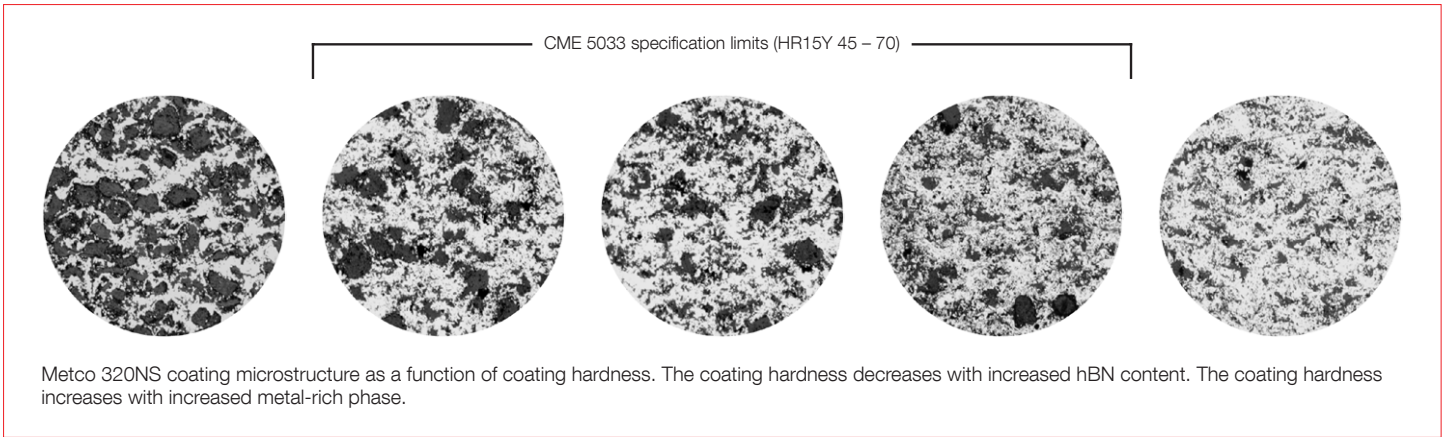 CME 5033 specification limits (HR15Y 45 – 70)
Metco 320NS coating microstructure as a function of coating hardness. The coating hardness decreases with increased hBN content. The coating hardness
increases with increased metal-rich phase.